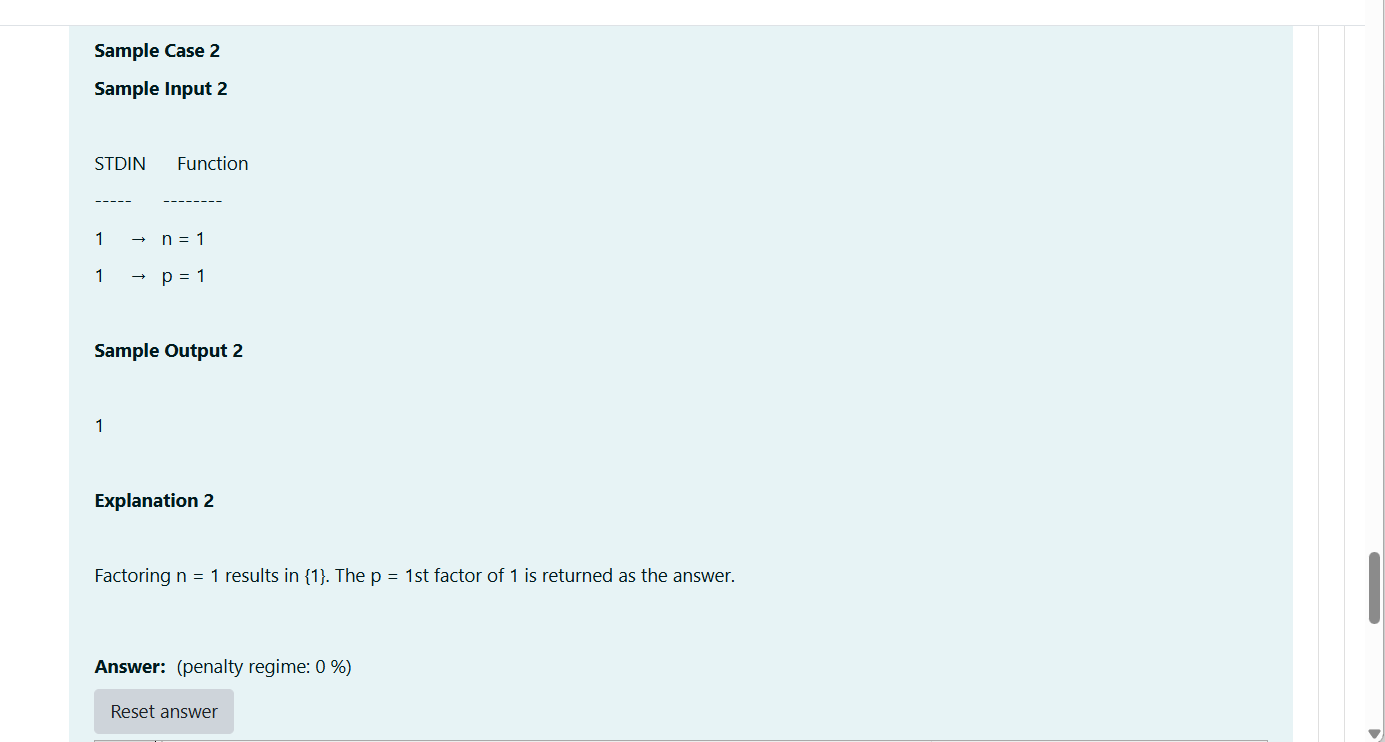 Sample Case 2
Sample Input 2
STDIN Function
----- --------
1 → n = 1
1 → p = 1
Sample Output 2
1
Explanation 2
Factoring n = 1 results in {1}. The p = 1st factor of 1 is returned as the answer.
Answer: (penalty regime: 0 %)
Reset answer